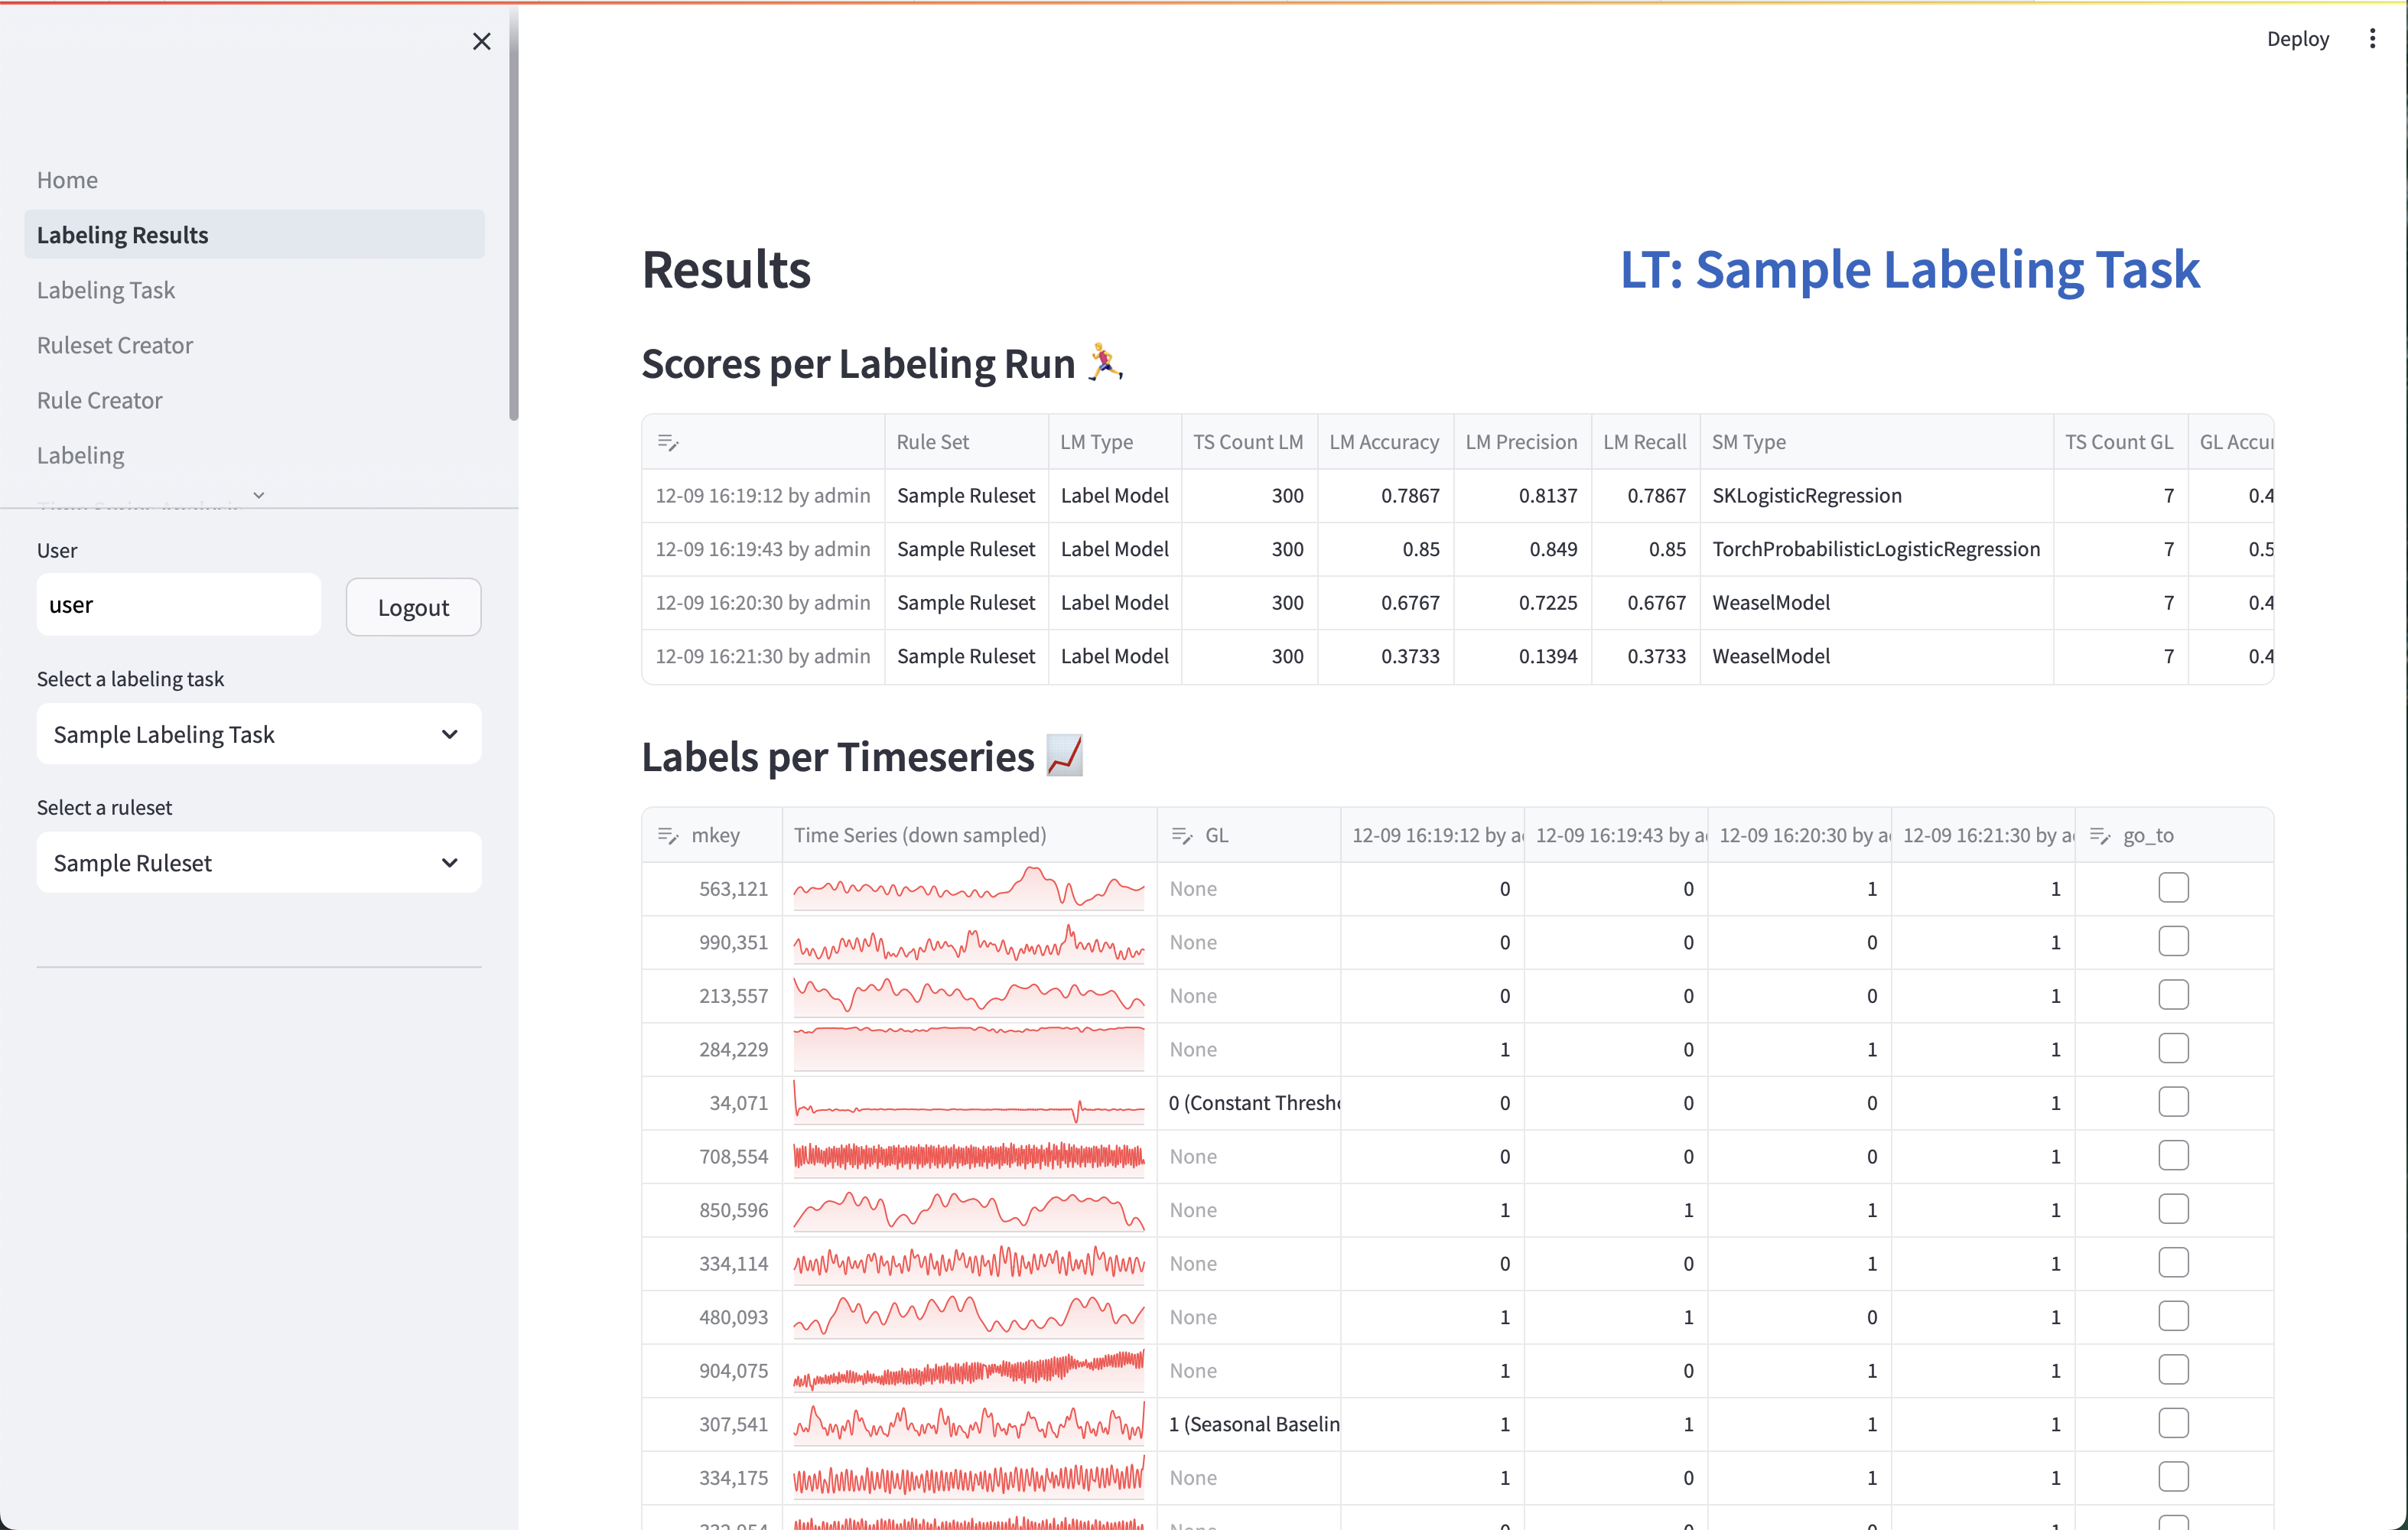 Deploy
Home
Labeling Results
Labeling Task
Ruleset Creator
Rule Creator
Labeling
User
user
Logout
Select a labeling task
Sample Labeling Task
Select a ruleset
Sample Ruleset
Results
LT: Sample Labeling Task
Scores per Labeling Run
Rule Set LM Type TS Count LM LM Accuracy LM Precision LM Recall SM Type TS Count GL GL Accur
12-09 16:19:12 by admin Sample Ruleset Label Model 300 0.7867 0.8137 0.7867 SKLogisticRegression 7 0.4
12-09 16:19:43 by admin Sample Ruleset Label Model 300 0.85 0.849 0.85 TorchProbabilisticLogisticRegression 7 0.5
12-09 16:20:30 by admin Sample Ruleset Label Model 300 0.6767 0.7225 0.6767 WeaselModel 7 0.4
12-09 16:21:30 by admin Sample Ruleset Label Model 300 0.3733 0.1394 0.3733 WeaselModel 7 0.4
Labels per Timeseries
mkey Time Series (down sampled) GL 12-09 16:19:12 by a 12-09 16:19:43 by a 12-09 16:20:30 by a 12-09 16:21:30 by a go_to
563,121 None 0 0 1 1
990,351 None 0 0 0 1
213,557 None 0 0 0 1
284,229 None 1 0 1 1
34,071 0 (Constant Thresh 0 0 0 1
708,554 None 0 0 0 1
850,596 None 1 1 1 1
334,114 None 0 0 1 1
480,093 None 1 1 0 1
904,075 None 1 0 1 1
307,541 1 (Seasonal Baselin 1 1 1 1
334,175 None 1 0 1 1